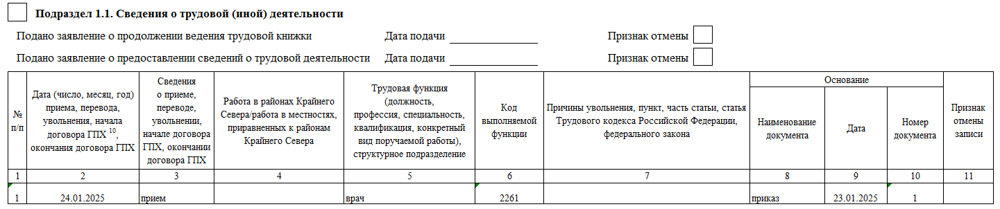 Подраздел 1.1. Сведения о трудовой (иной) деятельности
Подано заявление о продолжении ведения трудовой книжки Дата подачи Признак отмены
Подано заявление о предоставлении сведений о трудовой деятельности Дата подачи Признак отмены
№
п/п
Дата (число, месяц, год)
приема, перевода,
увольнения, начала
договора ГПХ 10,
окончания договора ГПХ
Сведения
о приеме,
переводе,
увольнении,
начале договора
ГПХ, окончании
договора ГПХ
Работа в районах Крайнего
Севера/работа в местностях,
приравненных к районам
Крайнего Севера
Трудовая функция
(должность,
профессия, специальность,
квалификация, конкретный
вид поручаемой работы),
структурное подразделение
Код
выполняемой
функции
Причины увольнения, пункт, часть статьи, статья
Трудового кодекса Российской Федерации,
федерального закона
Основание
Наименование
документа
Дата
Номер
документа
Признак
отмены
записи
1 2 3 4 5 6 7 8 9 10 11
1 24.01.2025 прием врач 2261 приказ 23.01.2025 1